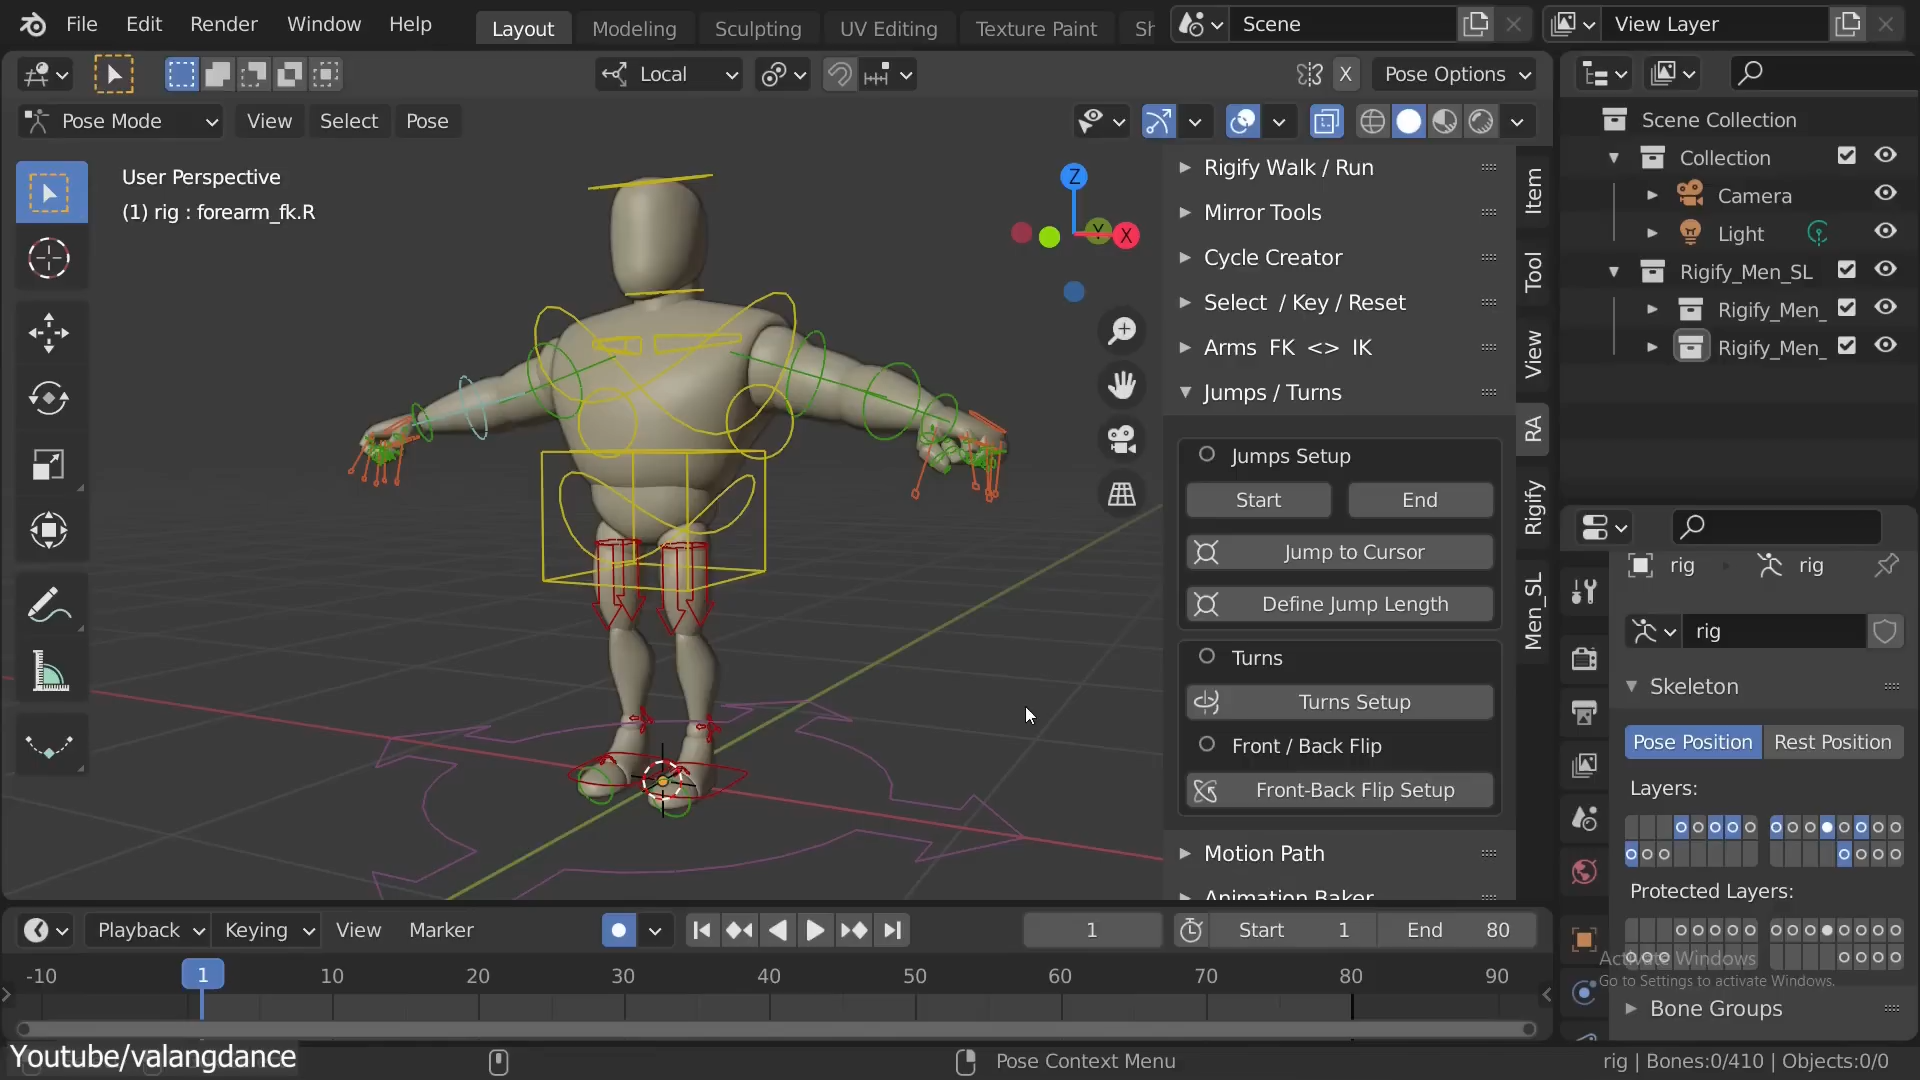 File Edit Render Window Help Layout Modeling Sculpting UV Editing Texture Paint Sh Scene View Layer
Local X Pose Options
Pose Mode View Select Pose
User Perspective
(1) rig : forearm_fk.R
Z
Y
X
Rigify Walk / Run
Mirror Tools
Cycle Creator
Select / Key / Reset
Arms FK <> IK
Jumps / Turns
Jumps Setup
Start End
Jump to Cursor
Define Jump Length
Turns
Turns Setup
Front / Back Flip
Front-Back Flip Setup
Motion Path
Animation Baker
Item
Tool
View
RA
Rigify
Men_SL
Scene Collection
Collection
Camera
Light
Rigify_Men_SL
Rigify_Men_
Rigify_Men_
rig rig
rig
Skeleton
Pose Position Rest Position
Layers:
Protected Layers:
Activate Windows
Go to Settings to activate Windows.
Bone Groups
Playback Keying View Marker 1 Start 1 End 80
-10 1 10 20 30 40 50 60 70 80 90
Youtube/valangdance
Pose Context Menu
rig | Bones:0/410 | Objects:0/0